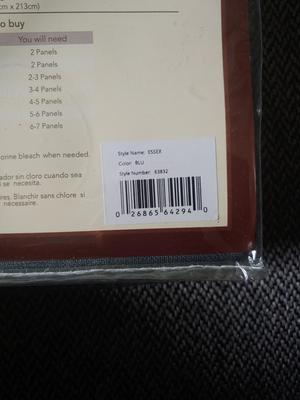 cm x 213cm)
o buy
You will need
2 Panels
2 Panels
2-3 Panels
3-4 Panels
4-5 Panels
5-6 Panels
6-7 Panels
orine bleach when needed.
ador sin cloro cuando sea
i se necesita.
ires. Blanchir sans chlore si
nécessaire.
Style Name: ESSEX
Color: BLU
Style Number: 63832
0 26865 64294 0